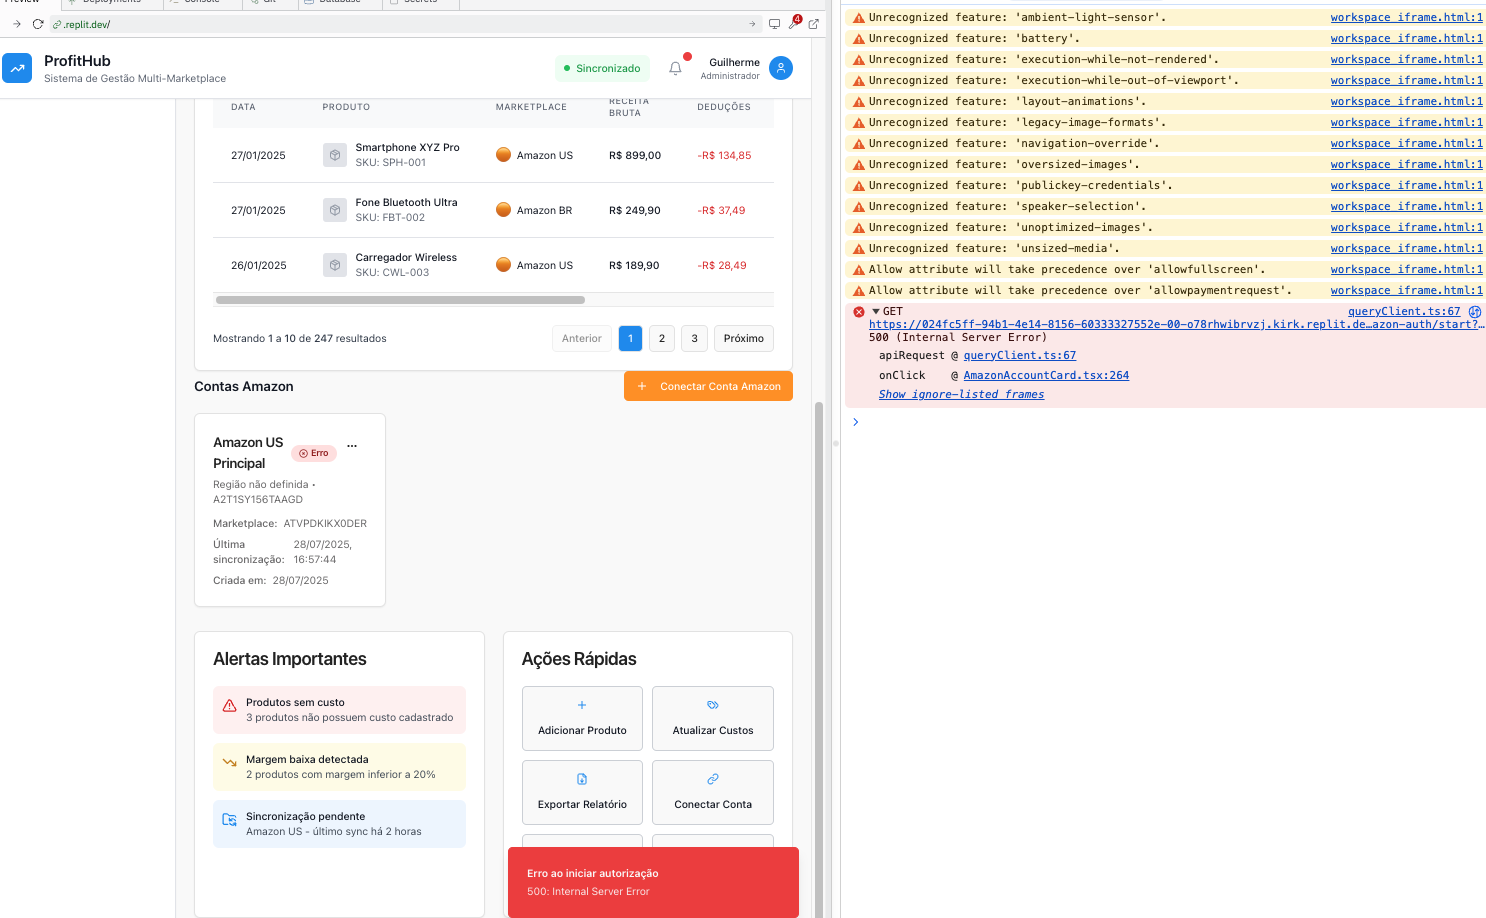 Preview
Deployments
Console
Git
Database
Secrets
.replit.dev/
4
ProfitHub
Sistema de Gestão Multi-Marketplace
Sincronizado
Guilherme
Administrador
DATA
PRODUTO
MARKETPLACE
RECEITA
BRUTA
DEDUÇÕES
27/01/2025
Smartphone XYZ Pro
SKU: SPH-001
Amazon US
R$ 899,00
-R$ 134,85
27/01/2025
Fone Bluetooth Ultra
SKU: FBT-002
Amazon BR
R$ 249,90
-R$ 37,49
26/01/2025
Carregador Wireless
SKU: CWL-003
Amazon US
R$ 189,90
-R$ 28,49
Mostrando 1 a 10 de 247 resultados
Anterior
1
2
3
Próximo
Contas Amazon
+ Conectar Conta Amazon
Amazon US
Principal
Erro
...
Região não definida •
A2T1SY156TAAGD
Marketplace: ATVPDKIKX0DER
Última
sincronização:
28/07/2025,
16:57:44
Criada em: 28/07/2025
Alertas Importantes
Produtos sem custo
3 produtos não possuem custo cadastrado
Margem baixa detectada
2 produtos com margem inferior a 20%
Sincronização pendente
Amazon US - último sync há 2 horas
Ações Rápidas
Adicionar Produto
Atualizar Custos
Exportar Relatório
Conectar Conta
Erro ao iniciar autorização
500: Internal Server Error
Unrecognized feature: 'ambient-light-sensor'. workspace_iframe.html:1
Unrecognized feature: 'battery'. workspace_iframe.html:1
Unrecognized feature: 'execution-while-not-rendered'. workspace_iframe.html:1
Unrecognized feature: 'execution-while-out-of-viewport'. workspace_iframe.html:1
Unrecognized feature: 'layout-animations'. workspace_iframe.html:1
Unrecognized feature: 'legacy-image-formats'. workspace_iframe.html:1
Unrecognized feature: 'navigation-override'. workspace_iframe.html:1
Unrecognized feature: 'oversized-images'. workspace_iframe.html:1
Unrecognized feature: 'publickey-credentials'. workspace_iframe.html:1
Unrecognized feature: 'speaker-selection'. workspace_iframe.html:1
Unrecognized feature: 'unoptimized-images'. workspace_iframe.html:1
Unrecognized feature: 'unsized-media'. workspace_iframe.html:1
Allow attribute will take precedence over 'allowfullscreen'. workspace_iframe.html:1
Allow attribute will take precedence over 'allowpaymentrequest'. workspace_iframe.html:1
GET queryClient.ts:67
https://024fc5ff-94b1-4e14-8156-60333327552e-00-o78rhwibrvzj.kirk.replit.de…azon-auth/start?…
500 (Internal Server Error)
apiRequest @ queryClient.ts:67
onClick @ AmazonAccountCard.tsx:264
Show ignore-listed frames